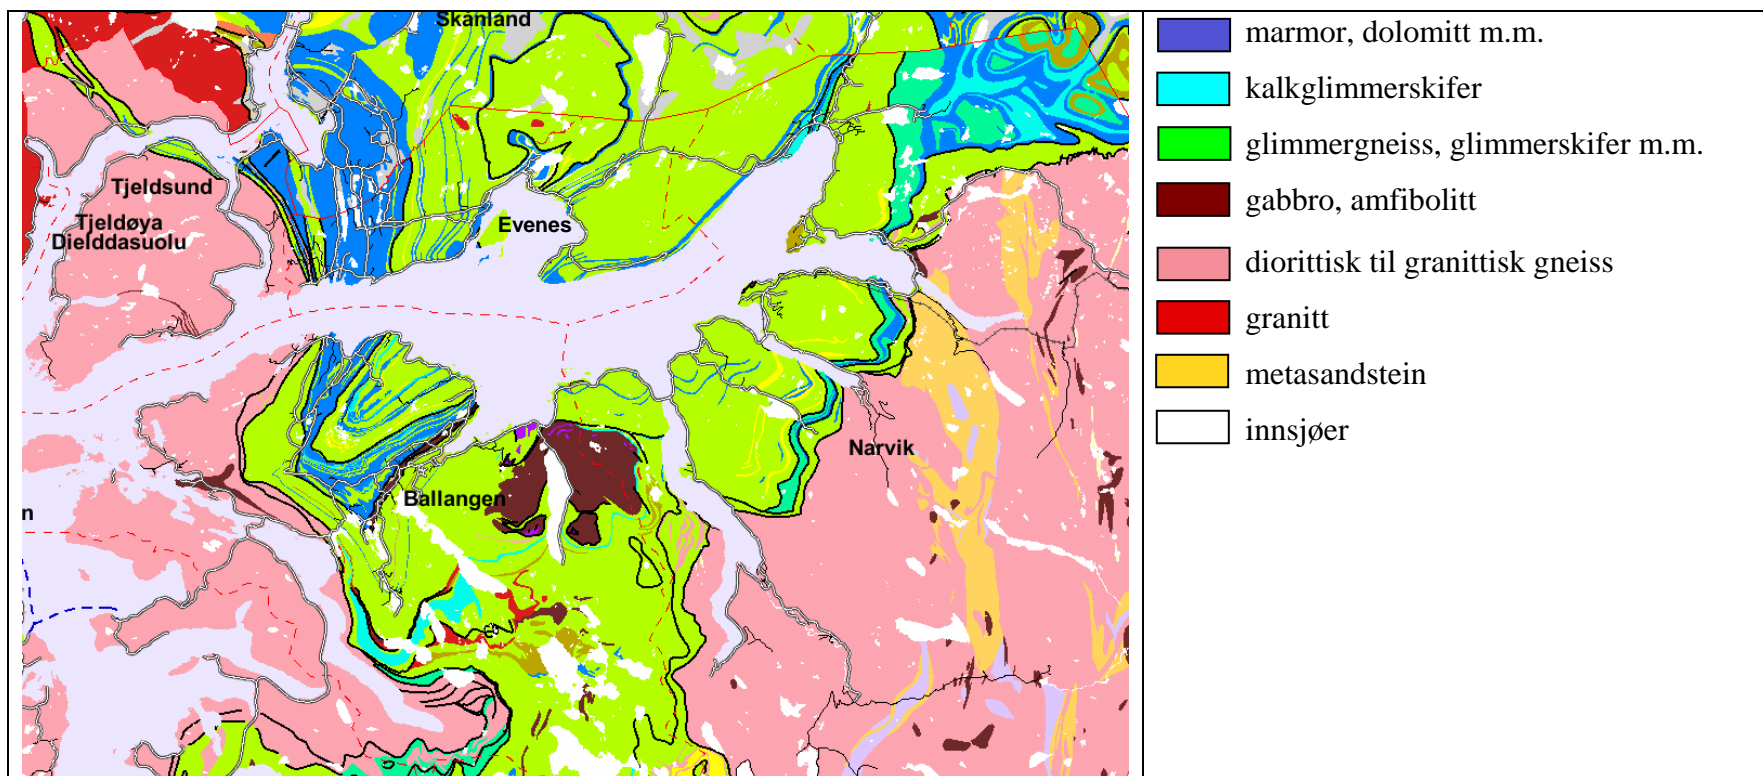 Skånland
Tjeldsund
Tjeldøya
Dielddasuolu
Evenes
Narvik
Ballangen
n
marmor, dolomitt m.m.
kalkglimmerskifer
glimmergneiss, glimmerskifer m.m.
gabbro, amfibolitt
diorittisk til granittisk gneiss
granitt
metasandstein
innsjøer